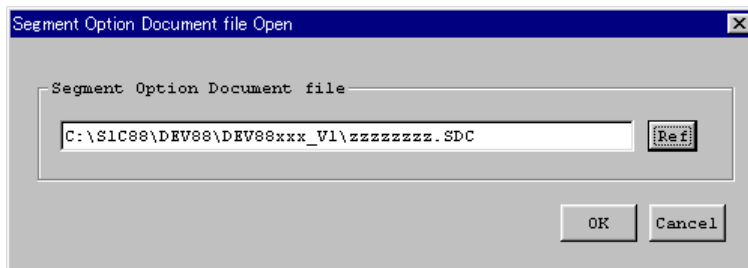 Segment Option Document file Open
Segment Option Document file
C:\S1C88\DEV88\DEV88xxx_V1\zzzzzzzz.SDC
Ref
OK
Cancel